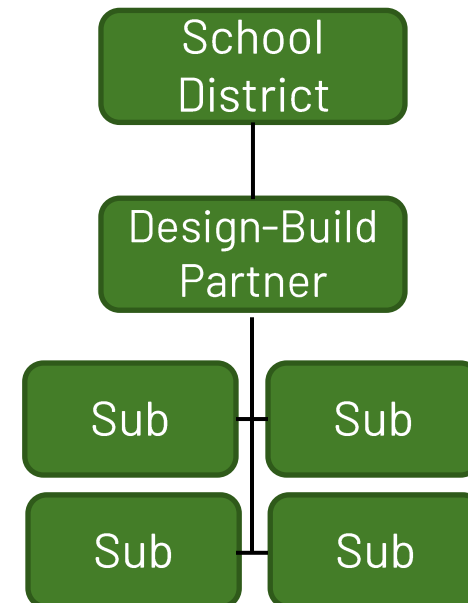 School
District
Design-Build
Partner
Sub
Sub
Sub
Sub